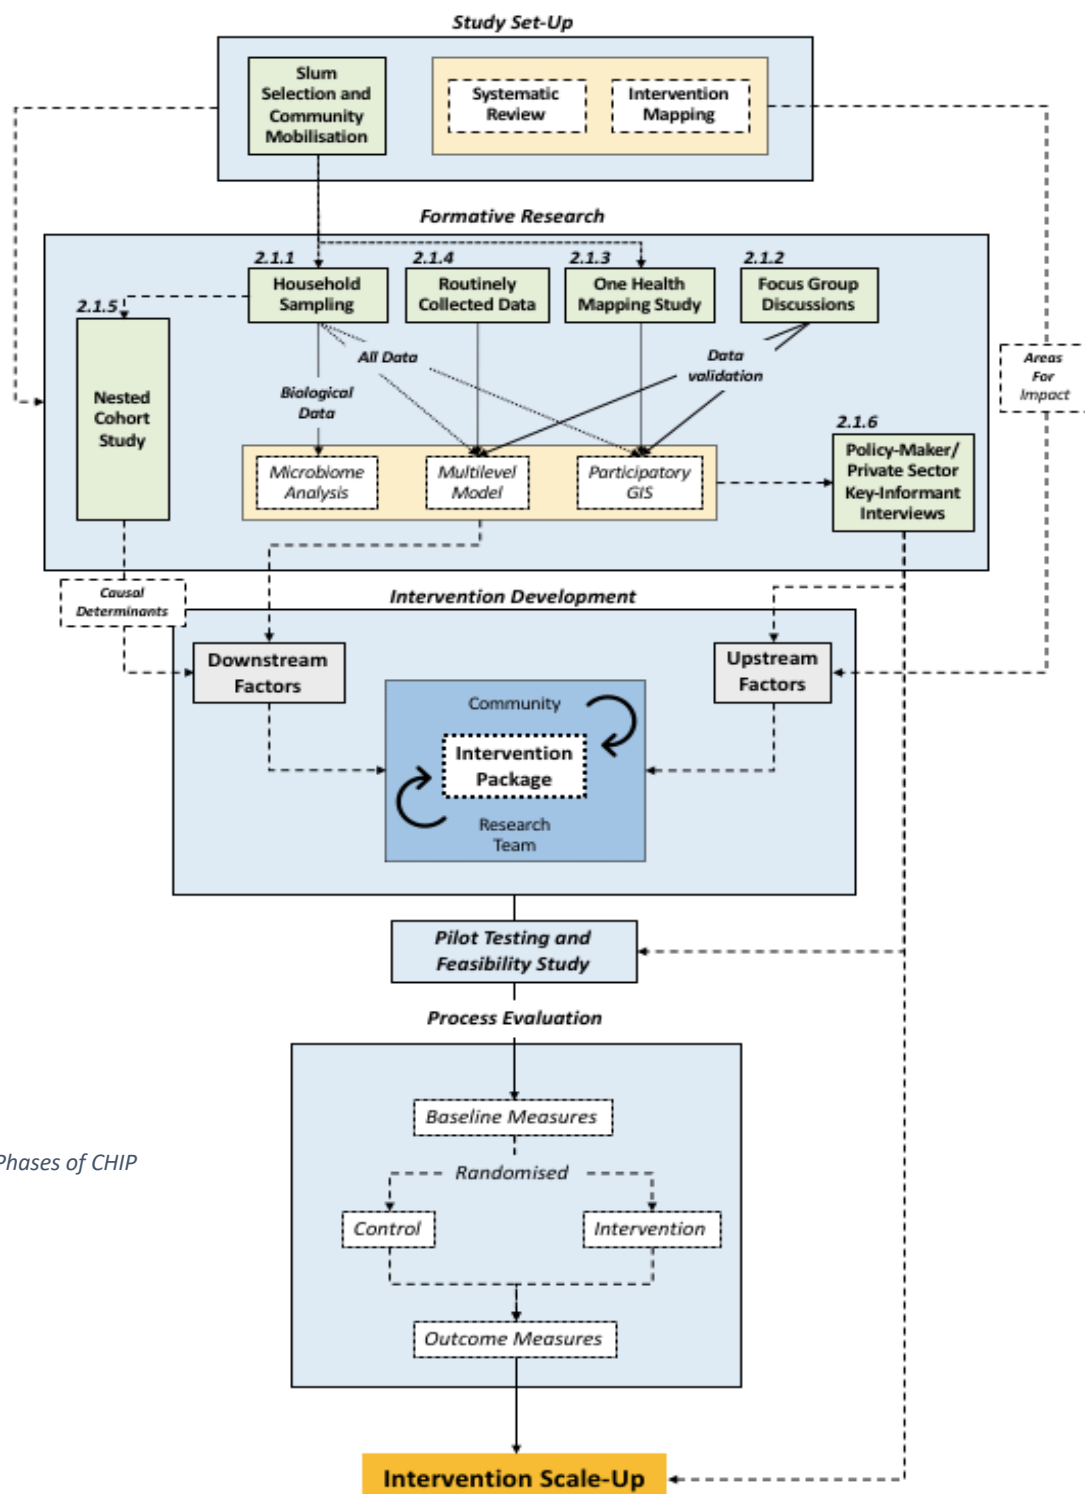 Study Set-Up
Slum
Selection and
Community
Mobilisation
Systematic
Review
Intervention
Mapping
Formative Research
2.1.1
Household
Sampling
2.1.4
Routinely
Collected Data
2.1.3
One Health
Mapping Study
2.1.2
Focus Group
Discussions
2.1.5
Nested
Cohort
Study
All Data
Biological
Data
Data
validation
Areas
For
Impact
Microbiome
Analysis
Multilevel
Model
Participatory
GIS
2.1.6
Policy-Maker/
Private Sector
Key-Informant
Interviews
Causal
Determinants
Intervention Development
Downstream
Factors
Upstream
Factors
Community
Intervention
Package
Research
Team
Pilot Testing and
Feasibility Study
Process Evaluation
Baseline Measures
Phases of CHIP
Randomised
Control
Intervention
Outcome Measures
Intervention Scale-Up